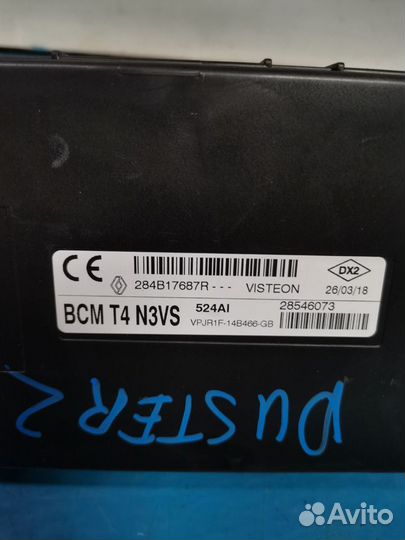 CE
284B17687R--- VISTEON
DX2
26/03/18
BCM T4 N3VS
524AI
28546073
VPJR1F-14B466-GB
DUSTER 2
Avito